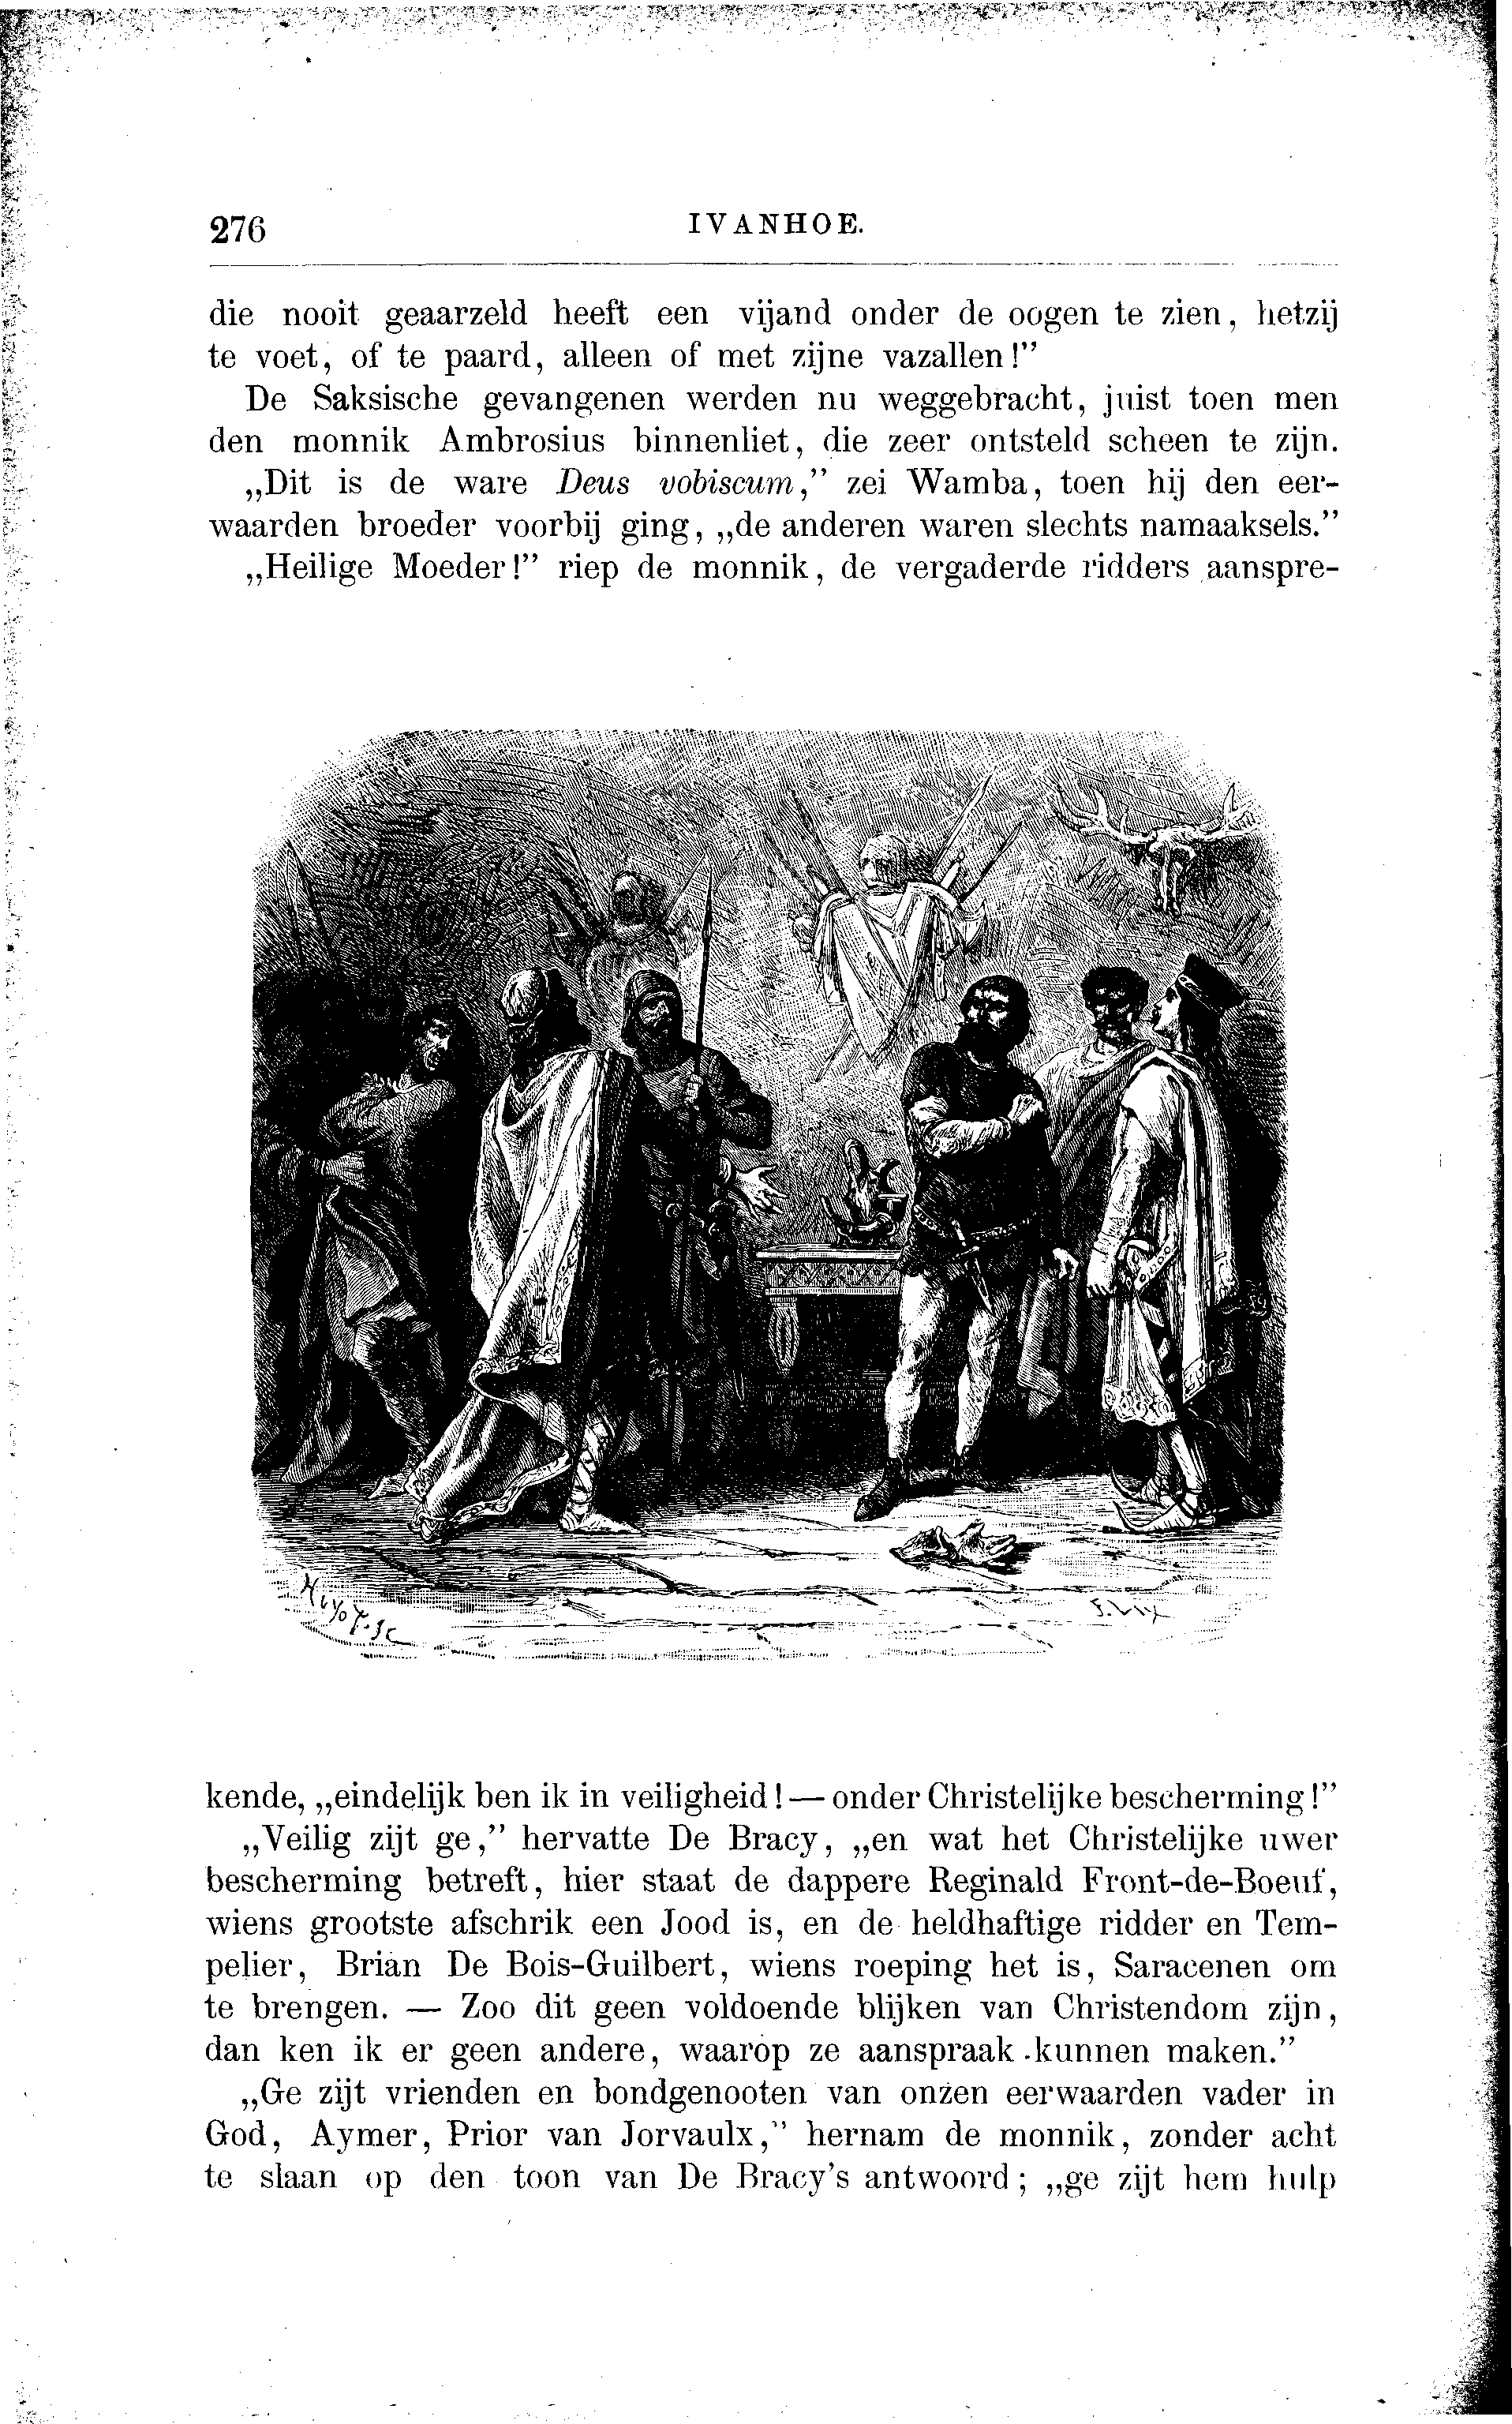 276
IVANHOE.
die nooit geaarzeld heeft een vijand onder de oogen te zien, hetzij
te voet, of te paard, alleen of met zijne vazallen!”
De Saksische gevangenen werden nu weggebracht, juist toen men
den monnik Ambrosius binnenliet, die zeer ontsteld scheen te zijn.
„Dit is de ware Deus vobiscum,” zei Wamba, toen hij den eer-
waarden broeder voorbij ging, „de anderen waren slechts namaaksels.”
„Heilige Moeder!” riep de monnik, de vergaderde ridders aanspre-
kende, „eindelijk ben ik in veiligheid! — onder Christelijke bescherming!”
„Veilig zijt ge,” hervatte De Bracy, „en wat het Christelijke uwer
bescherming betreft, hier staat de dappere Reginald Front-de-Boeuf,
wiens grootste afschrik een Jood is, en de heldhaftige ridder en Tem-
pelier, Brian De Bois-Guilbert, wiens roeping het is, Saracenen om
te brengen. — Zoo dit geen voldoende blijken van Christendom zijn,
dan ken ik er geen andere, waarop ze aanspraak kunnen maken.”
„Ge zijt vrienden en bondgenooten van onzen eerwaarden vader in
God, Aymer, Prior van Jorvaulx,” hernam de monnik, zonder acht
te slaan op den toon van De Bracy’s antwoord; „ge zijt hem hulp